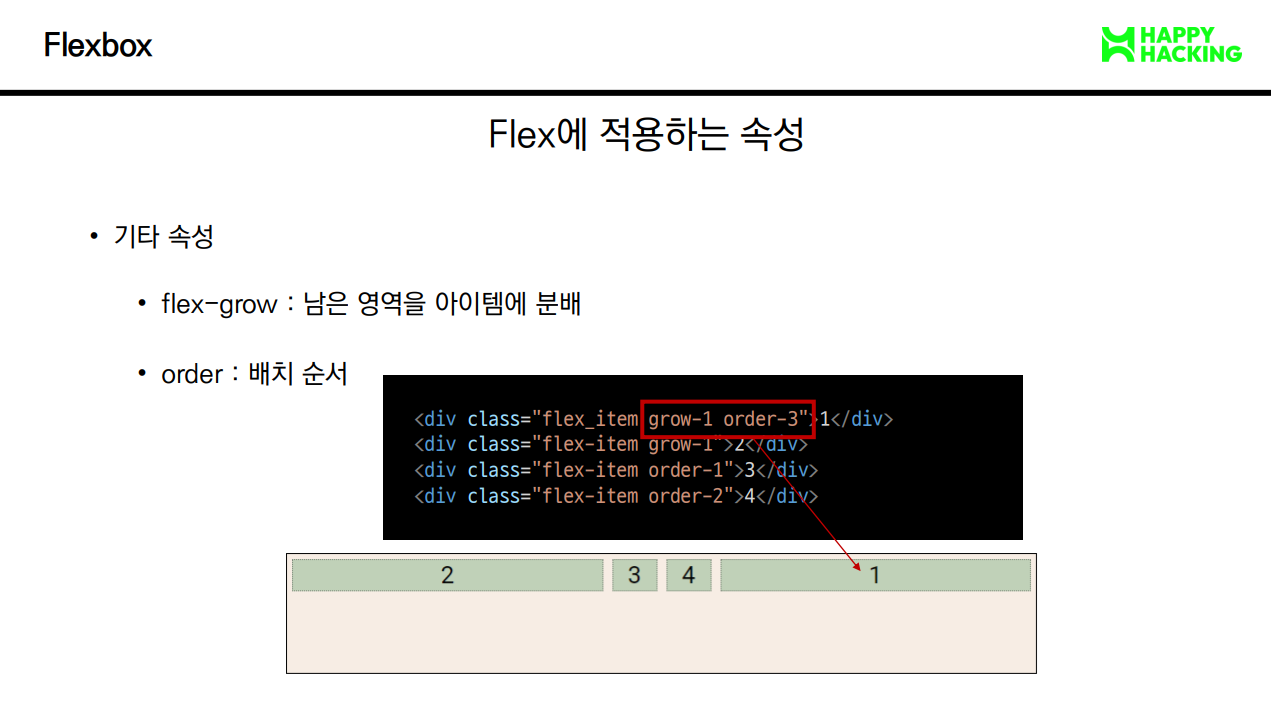 Flexbox
HAPPY
HACKING
Flex에 적용하는 속성
• 기타 속성
• flex-grow : 남은 영역을 아이템에 분배
• order : 배치 순서
<div class="flex_item grow-1 order-3">1</div>
<div class="flex-item grow-1">2</div>
<div class="flex-item order-1">3</div>
<div class="flex-item order-2">4</div>
2 3 4 1